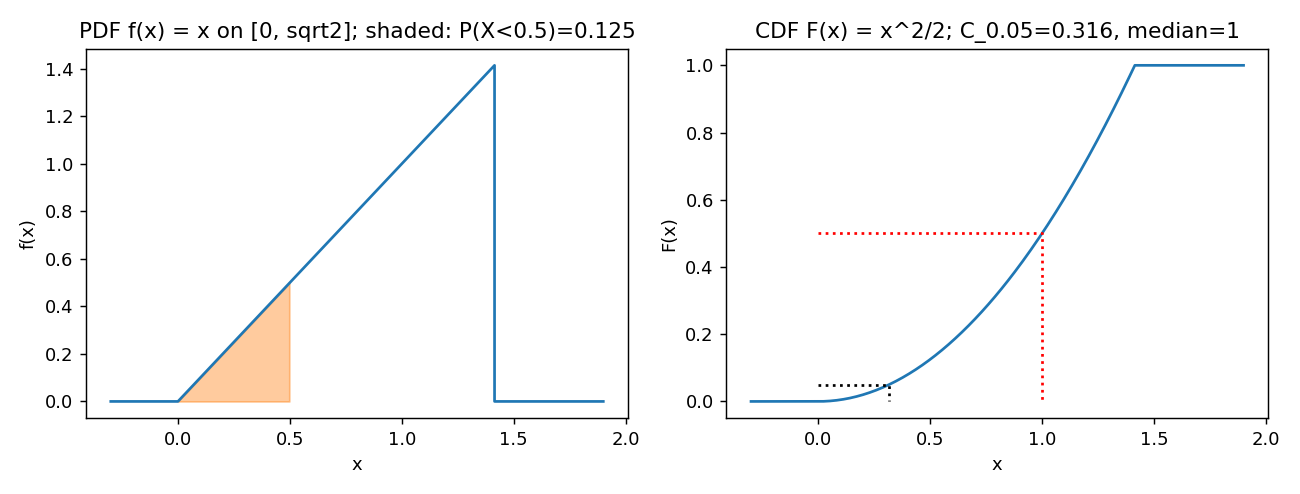 PDF f(x) = x on [0, sqrt2]; shaded: P(X<0.5)=0.125
1.4
1.2
1.0
0.8
0.6
0.4
0.2
0.0
f(x)
0.0 0.5 1.0 1.5 2.0
x
CDF F(x) = x^2/2; C_0.05=0.316, median=1
1.0
0.8
0.6
0.4
0.2
0.0
F(x)
0.0 0.5 1.0 1.5 2.0
x